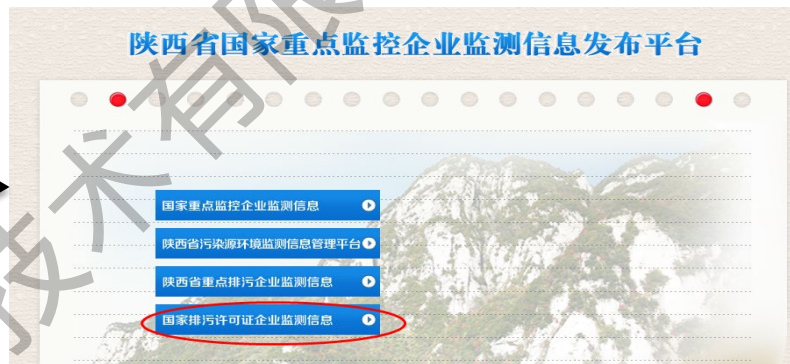 陕西省国家重点监控企业监测信息发布平台
国家重点监控企业监测信息
陕西省污染源环境监测信息管理平台
陕西省重点排污企业监测信息
国家排污许可证企业监测信息
技术有限